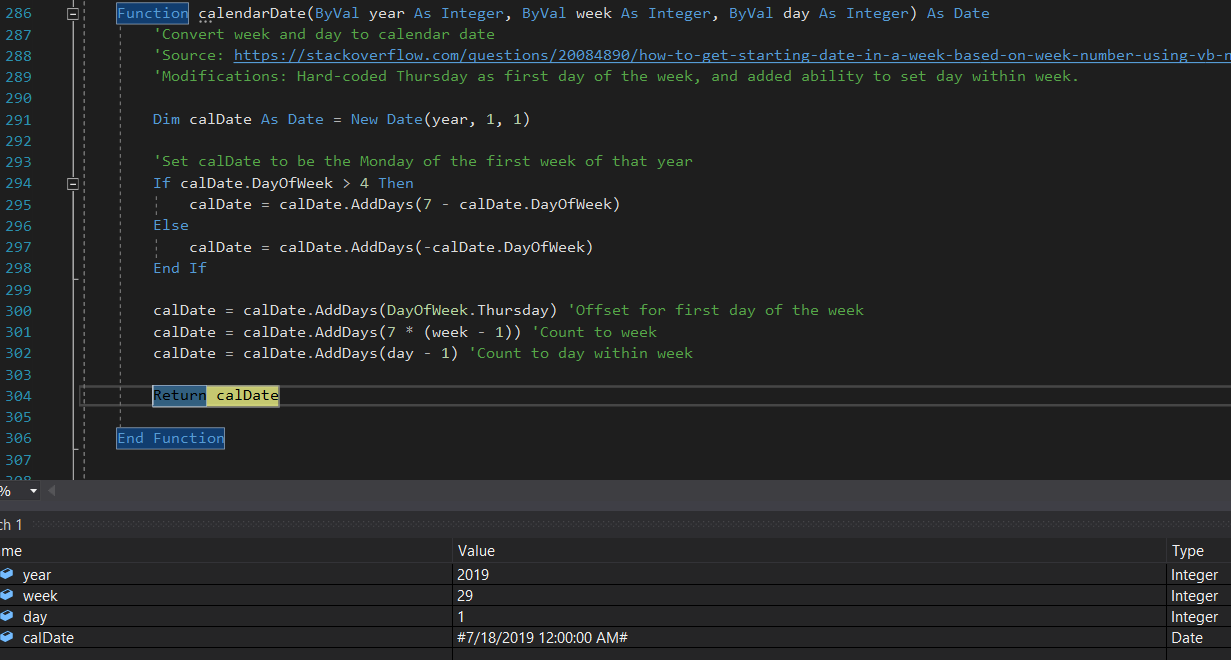 286 Function calendarDate(ByVal year As Integer, ByVal week As Integer, ByVal day As Integer) As Date
287 'Convert week and day to calendar date
288 'Source: https://stackoverflow.com/questions/20084890/how-to-get-starting-date-in-a-week-based-on-week-number-using-vb-n
289 'Modifications: Hard-coded Thursday as first day of the week, and added ability to set day within week.
290
291 Dim calDate As Date = New Date(year, 1, 1)
292
293 'Set calDate to be the Monday of the first week of that year
294 If calDate.DayOfWeek > 4 Then
295 calDate = calDate.AddDays(7 - calDate.DayOfWeek)
296 Else
297 calDate = calDate.AddDays(-calDate.DayOfWeek)
298 End If
299
300 calDate = calDate.AddDays(DayOfWeek.Thursday) 'Offset for first day of the week
301 calDate = calDate.AddDays(7 * (week - 1)) 'Count to week
302 calDate = calDate.AddDays(day - 1) 'Count to day within week
303
304 Return calDate
305
306 End Function
307
308
%
ch 1
me Value Type
year 2019 Integer
week 29 Integer
day 1 Integer
calDate #7/18/2019 12:00:00 AM# Date